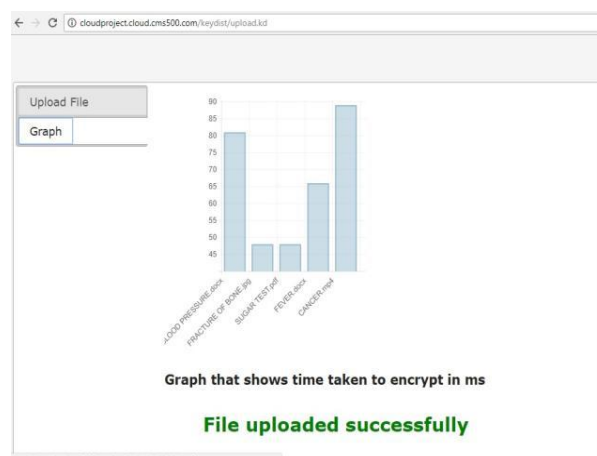 cloudproject.cloud.cms500.com/keydist/upload.kd
Upload File
Graph
90
85
80
75
70
65
60
55
50
45
LOOD PRESSURE.docx
FRACTURE OF BONE.jpg
SUGAR TEST.pdf
FEVER.docx
CANCER.mp4
Graph that shows time taken to encrypt in ms
File uploaded successfully